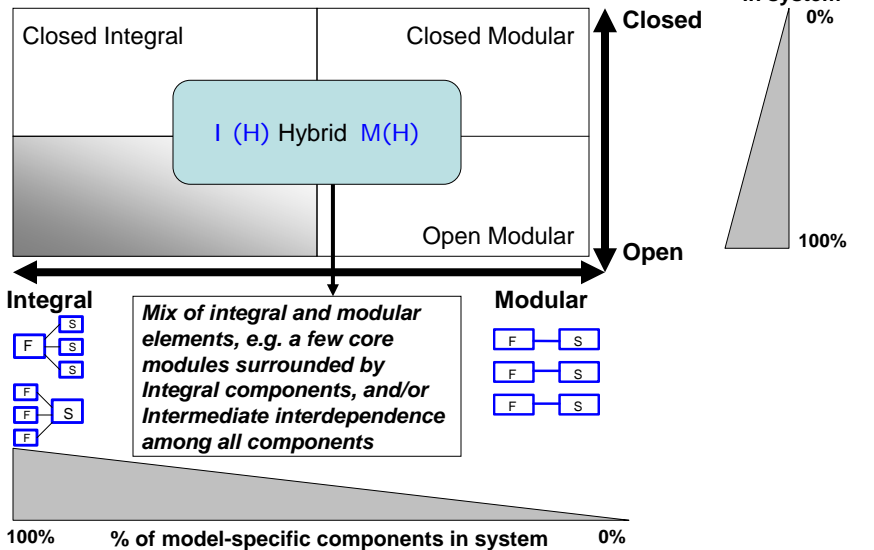 in system
0%
Closed
Closed Integral
Closed Modular
I (H) Hybrid M(H)
Open Modular
Open
100%
Integral
Modular
Mix of integral and modular
elements, e.g. a few core
modules surrounded by
Integral components, and/or
Intermediate interdependence
among all components
F
S
S
S
F
F
F
S
F
S
F
S
F
S
100%
% of model-specific components in system
0%